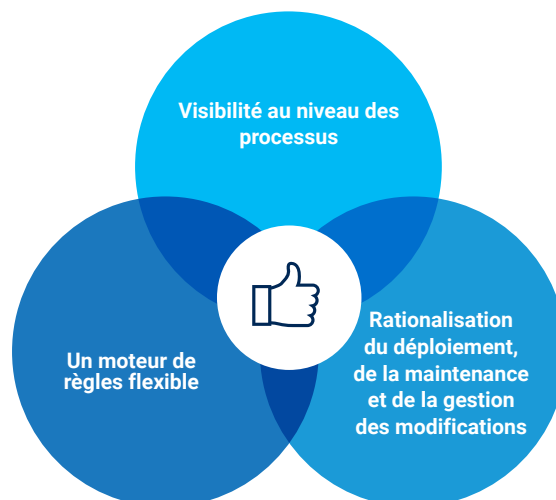 Visibilité au niveau des
processus
Un moteur de
règles flexible
Rationalisation
du déploiement,
de la maintenance
et de la gestion
des modifications